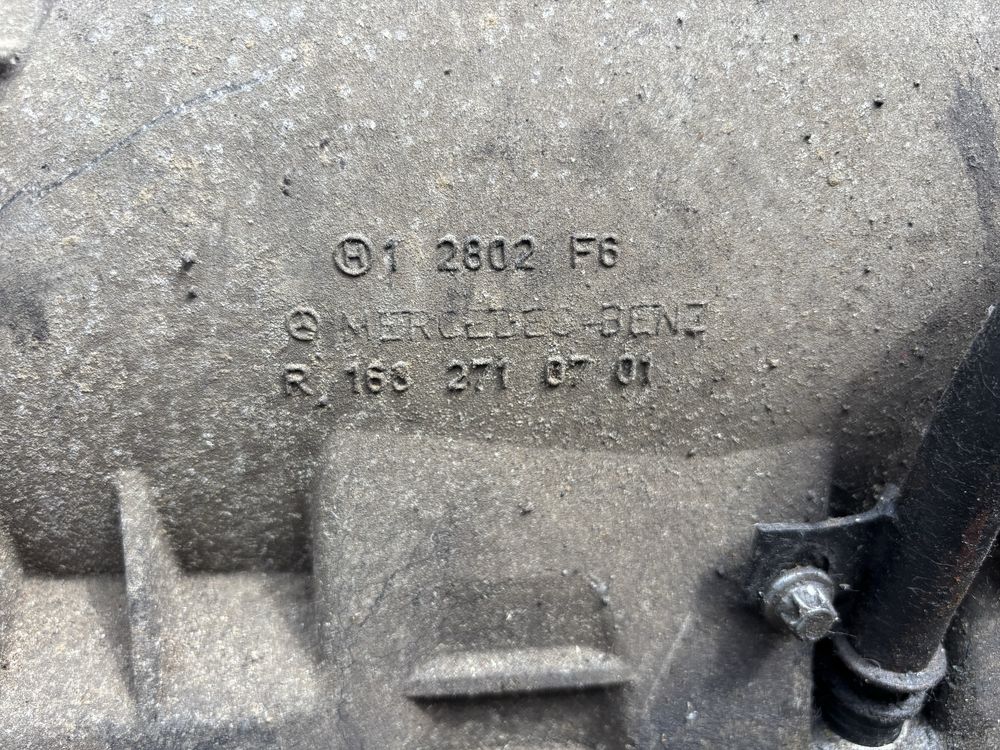 H 1 2802 F6
MERCEDES-BENZ
R 163 271 07 01